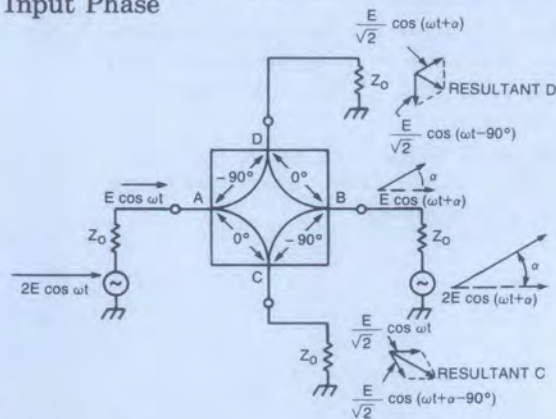 Input Phase
E/√2 cos (ωt+α)
Z₀
RESULTANT D
E/√2 cos (ωt-90°)
D
-90°
0°
E cos ωt
A
B
α
E cos (ωt+α)
0°
-90°
Z₀
Z₀
C
2E cos ωt
α
2E cos (ωt+α)
E/√2 cos ωt
Z₀
RESULTANT C
E/√2 cos (ωt+α-90°)